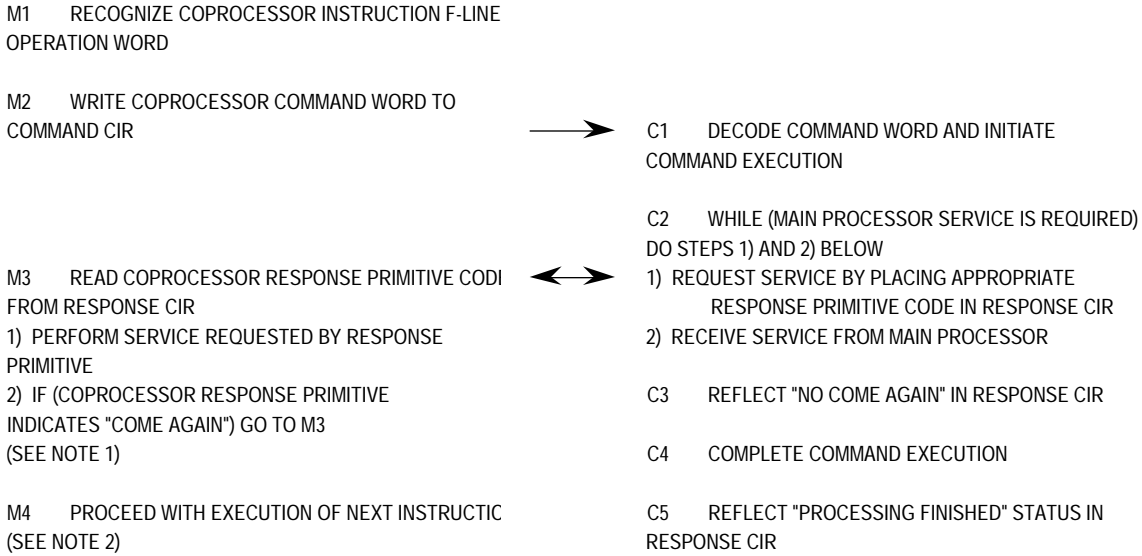 M1 RECOGNIZE COPROCESSOR INSTRUCTION F-LINE
OPERATION WORD
M2 WRITE COPROCESSOR COMMAND WORD TO
COMMAND CIR
M3 READ COPROCESSOR RESPONSE PRIMITIVE CODI
FROM RESPONSE CIR
1) PERFORM SERVICE REQUESTED BY RESPONSE
PRIMITIVE
2) IF (COPROCESSOR RESPONSE PRIMITIVE
INDICATES "COME AGAIN") GO TO M3
(SEE NOTE 1)
M4 PROCEED WITH EXECUTION OF NEXT INSTRUCTIC
(SEE NOTE 2)
C1 DECODE COMMAND WORD AND INITIATE
COMMAND EXECUTION
C2 WHILE (MAIN PROCESSOR SERVICE IS REQUIRED)
DO STEPS 1) AND 2) BELOW
1) REQUEST SERVICE BY PLACING APPROPRIATE
RESPONSE PRIMITIVE CODE IN RESPONSE CIR
2) RECEIVE SERVICE FROM MAIN PROCESSOR
C3 REFLECT "NO COME AGAIN" IN RESPONSE CIR
C4 COMPLETE COMMAND EXECUTION
C5 REFLECT "PROCESSING FINISHED" STATUS IN
RESPONSE CIR